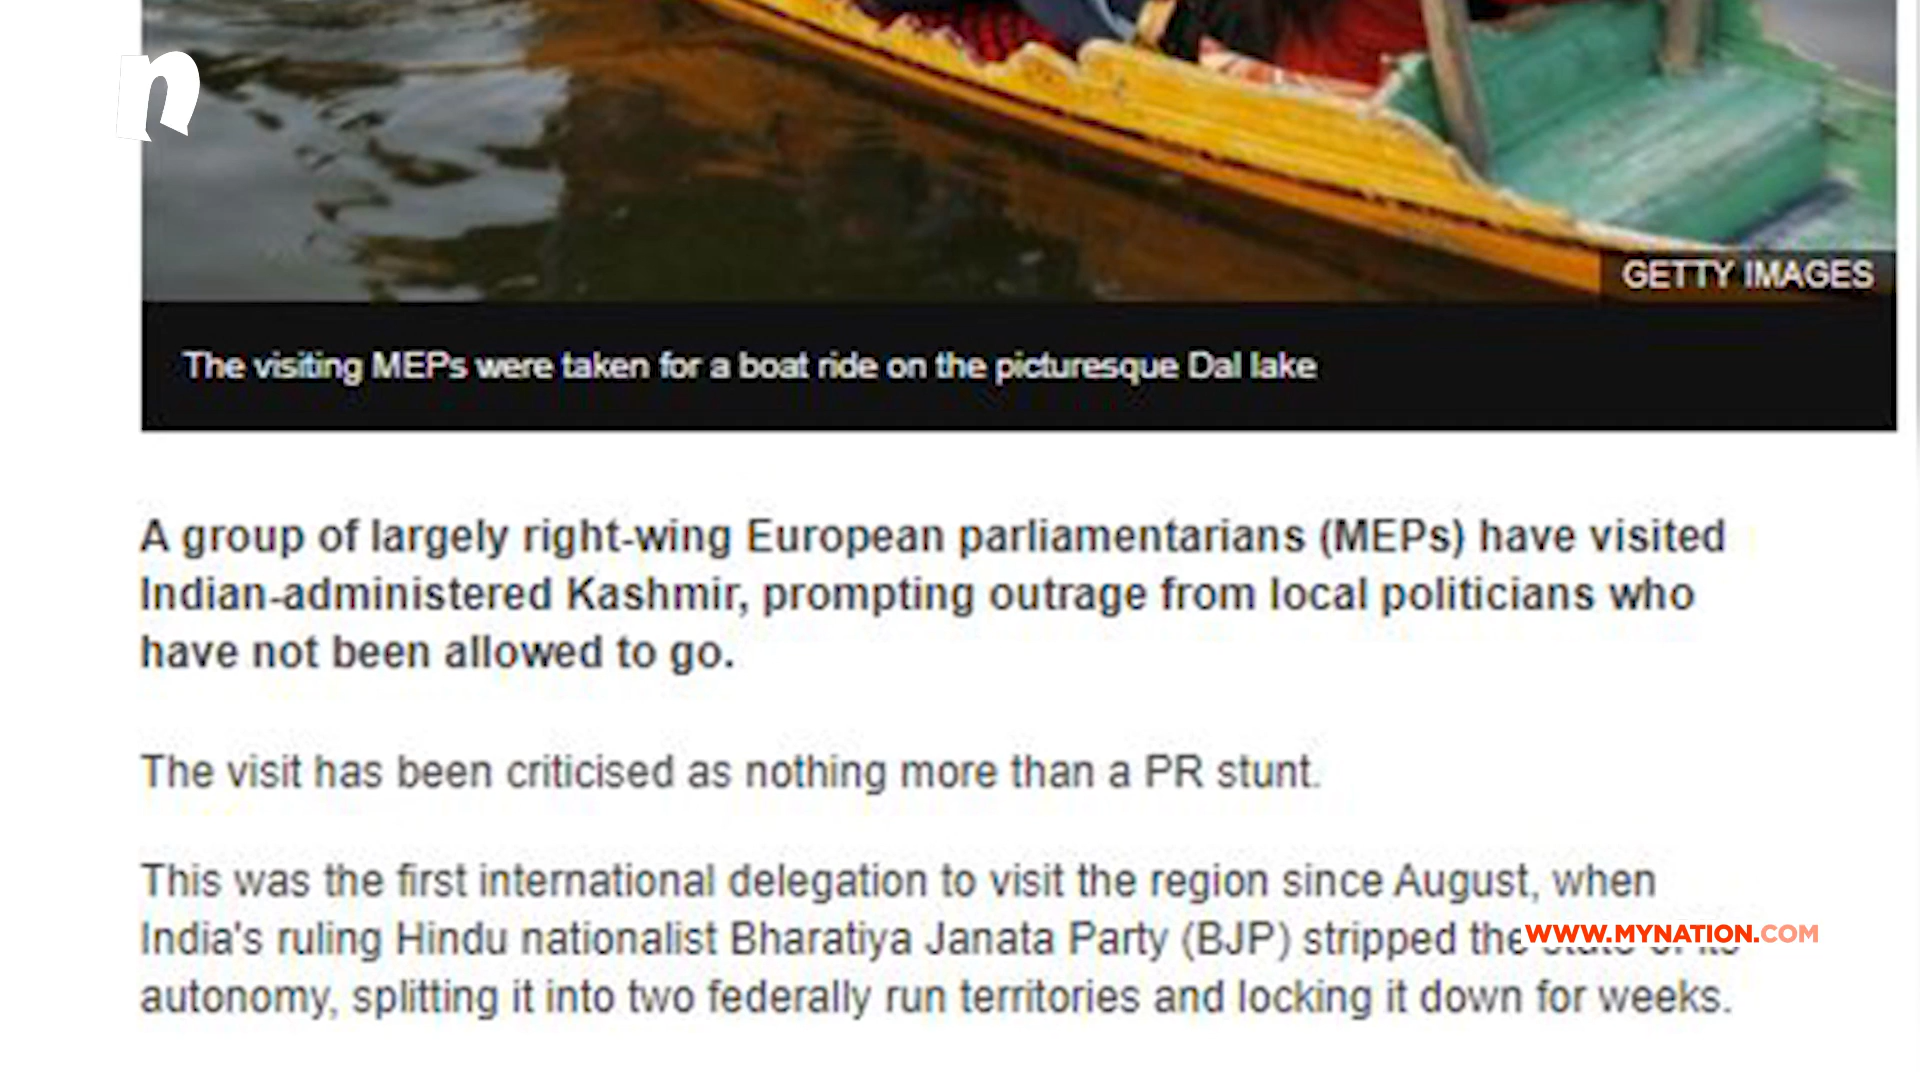 n
GETTY IMAGES
The visiting MEPs were taken for a boat ride on the picturesque Dal lake
A group of largely right-wing European parliamentarians (MEPs) have visited
Indian-administered Kashmir, prompting outrage from local politicians who
have not been allowed to go.
The visit has been criticised as nothing more than a PR stunt.
This was the first international delegation to visit the region since August, when
India's ruling Hindu nationalist Bharatiya Janata Party (BJP) stripped the
WWW.MYNATION.COM
autonomy, splitting it into two federally run territories and locking it down for weeks.